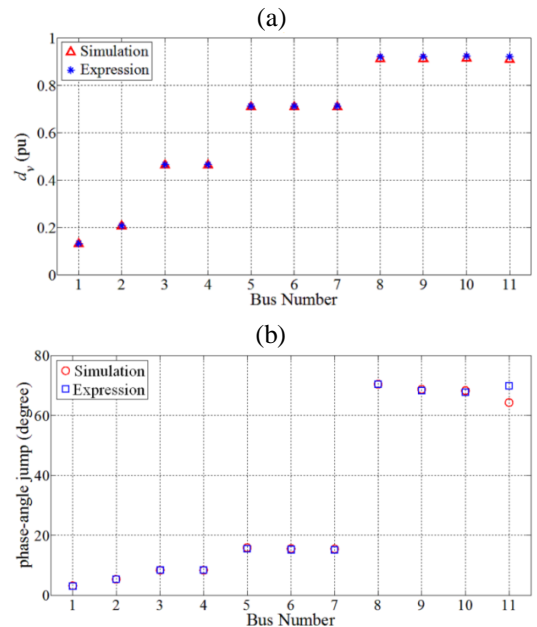 (a)
1
0.8
0.6
0.4
0.2
0
d_v (pu)
Simulation
Expression
1 2 3 4 5 6 7 8 9 10 11
Bus Number
(b)
80
60
40
20
0
phase-angle jump (degree)
Simulation
Expression
1 2 3 4 5 6 7 8 9 10 11
Bus Number